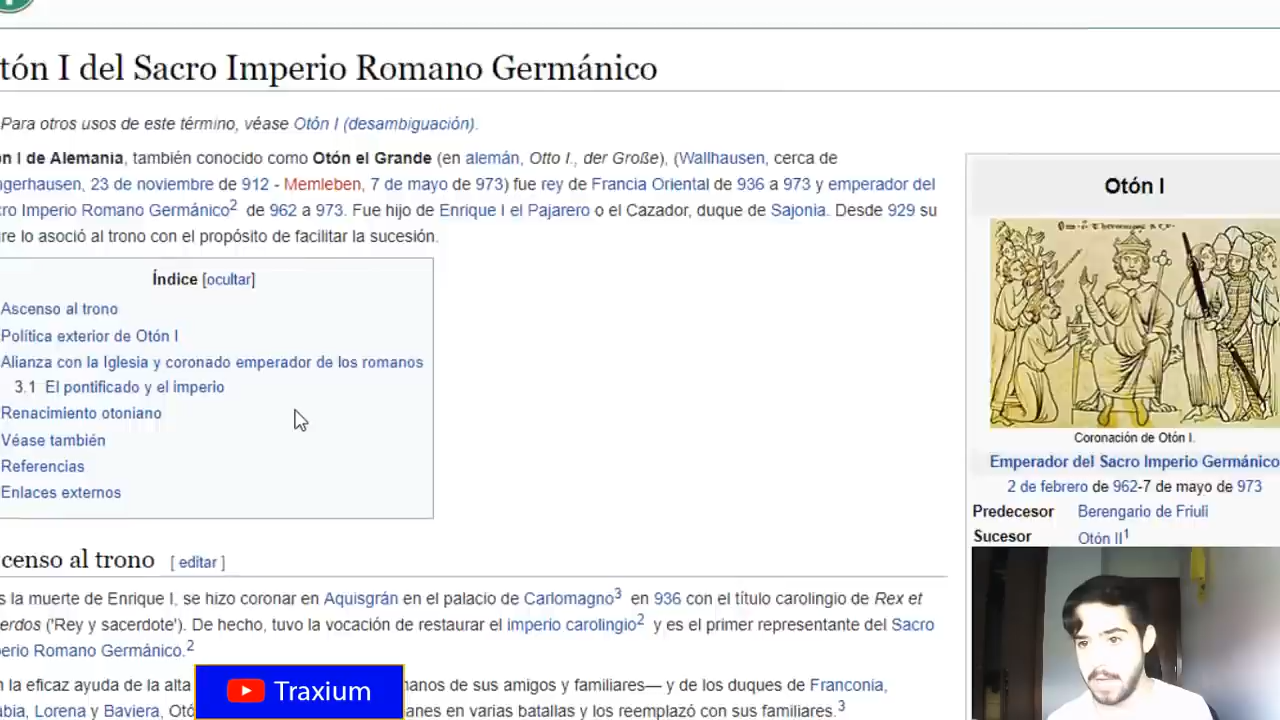 tón I del Sacro Imperio Romano Germánico
Para otros usos de este término, véase Otón I (desambiguación).
n I de Alemania, también conocido como Otón el Grande (en alemán, Otto I., der Große), (Wallhausen, cerca de
ngerhausen, 23 de noviembre de 912 - Memleben, 7 de mayo de 973) fue rey de Francia Oriental de 936 a 973 y emperador del
cro Imperio Romano Germánico2 de 962 a 973. Fue hijo de Enrique I el Pajarero o el Cazador, duque de Sajonia. Desde 929 su
re lo asoció al trono con el propósito de facilitar la sucesión.
Índice [ocultar]
Ascenso al trono
Política exterior de Otón I
Alianza con la Iglesia y coronado emperador de los romanos
3.1 El pontificado y el imperio
Renacimiento otoniano
Véase también
Referencias
Enlaces externos
censo al trono [ editar ]
s la muerte de Enrique I, se hizo coronar en Aquisgrán en el palacio de Carlomagno3 en 936 con el título carolingio de Rex et
erdos ('Rey y sacerdote'). De hecho, tuvo la vocación de restaurar el imperio carolingio2 y es el primer representante del Sacro
erio Romano Germánico.2
n la eficaz ayuda de la alta manos de sus amigos y familiares— y de los duques de Franconia,
abia, Lorena y Baviera, Otó anes en varias batallas y los reemplazó con sus familiares.3
Otón I
Coronación de Otón I.
Emperador del Sacro Imperio Germánico
2 de febrero de 962-7 de mayo de 973
Predecesor Berengario de Friuli
Sucesor Otón II1
Traxium